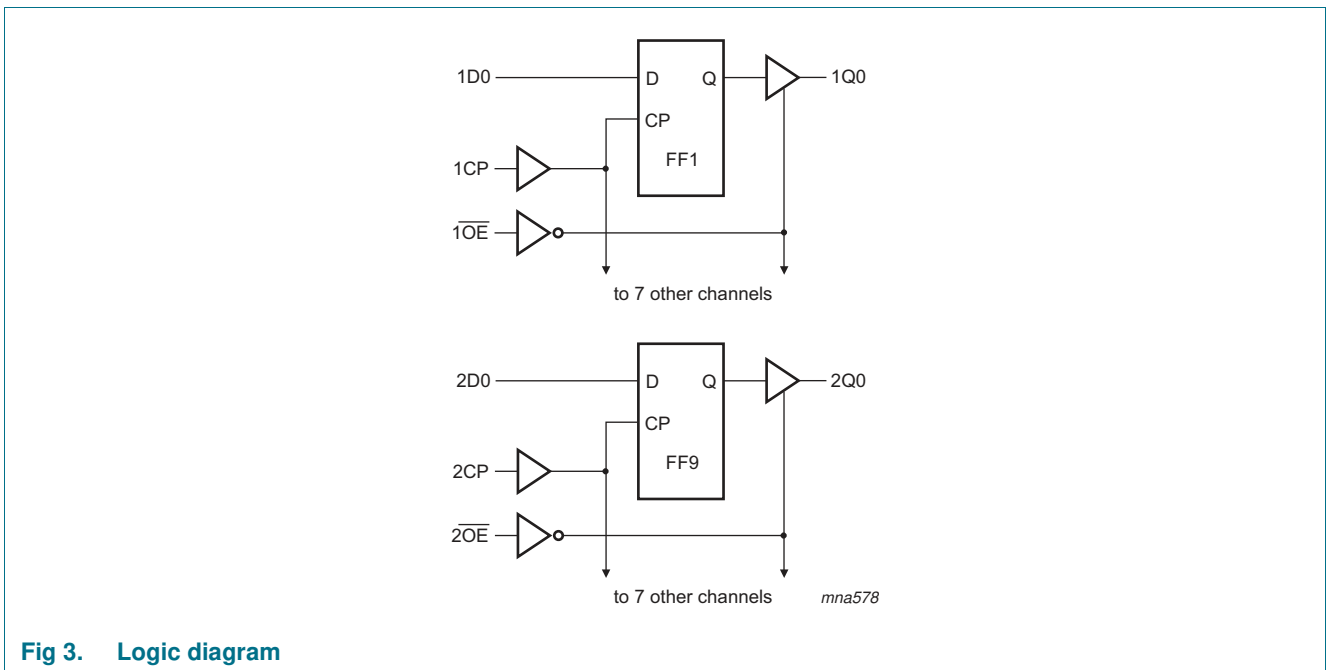 1D0
D
Q
1Q0
CP
1CP
FF1
1OE
to 7 other channels
2D0
D
Q
2Q0
CP
2CP
FF9
2OE
to 7 other channels
mna578
Fig 3. Logic diagram